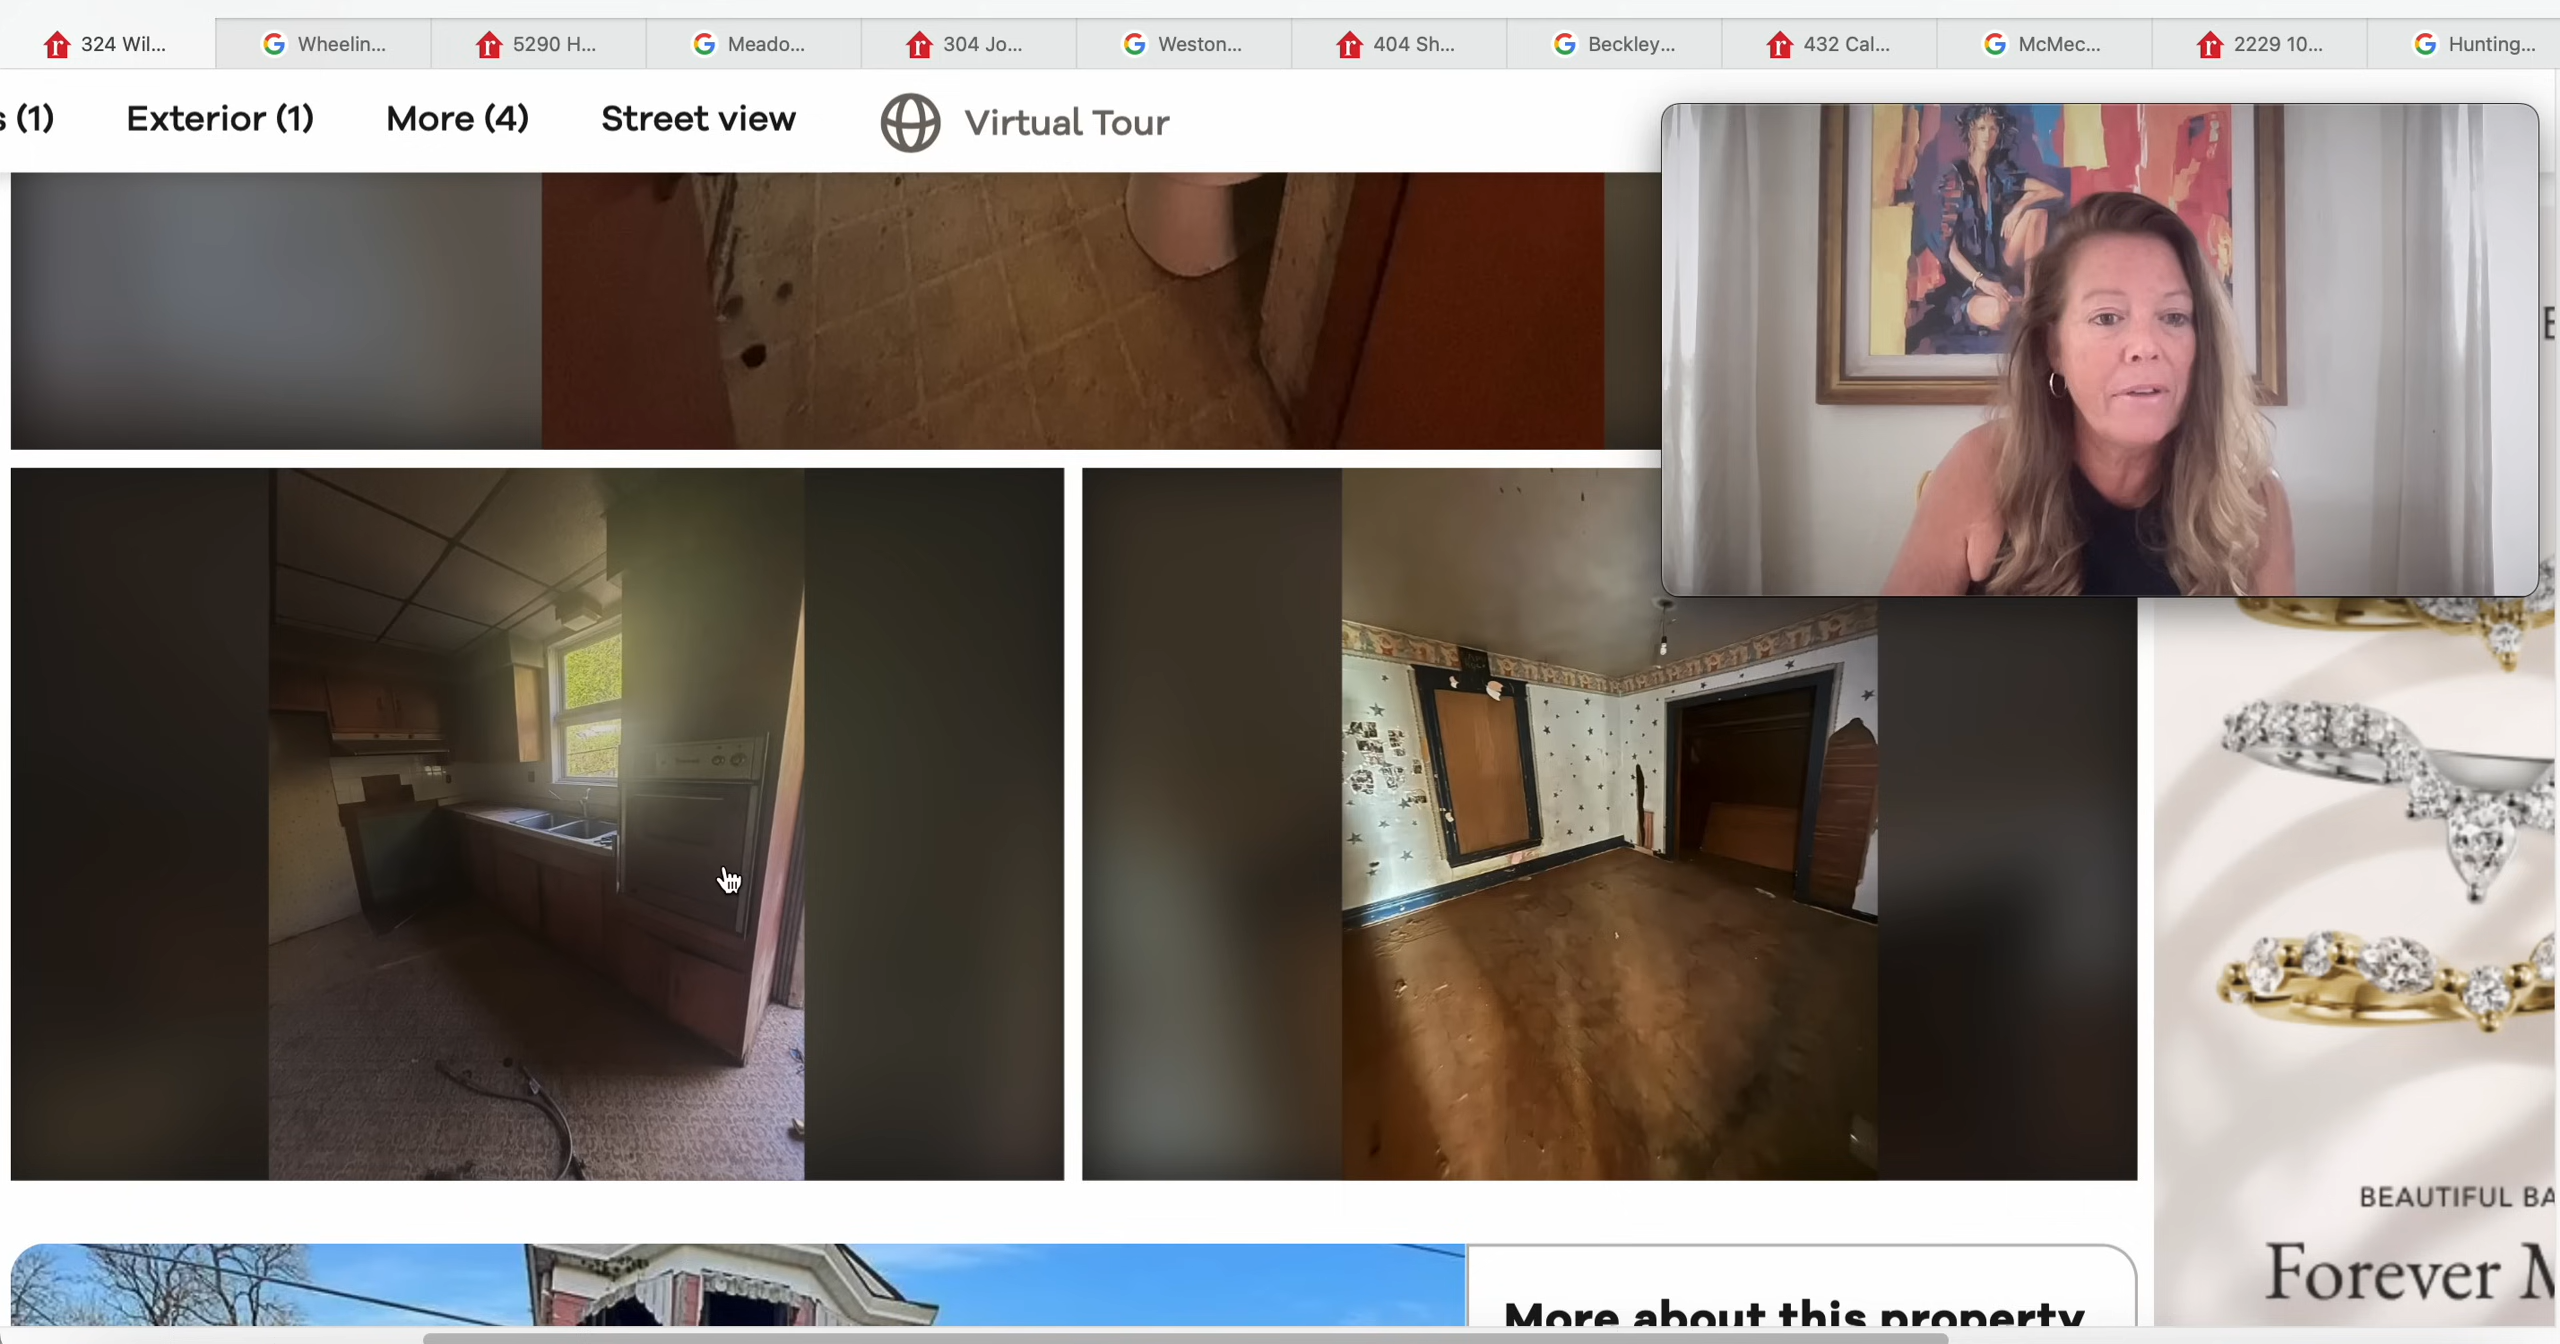 324 Wil...
Wheelin...
5290 H...
Meado...
304 Jo...
Weston...
404 Sh...
Beckley...
432 Cal...
McMec...
2229 10...
Hunting...
s (1)
Exterior (1)
More (4)
Street view
Virtual Tour
BEAUTIFUL BA
Forever M
More about this property